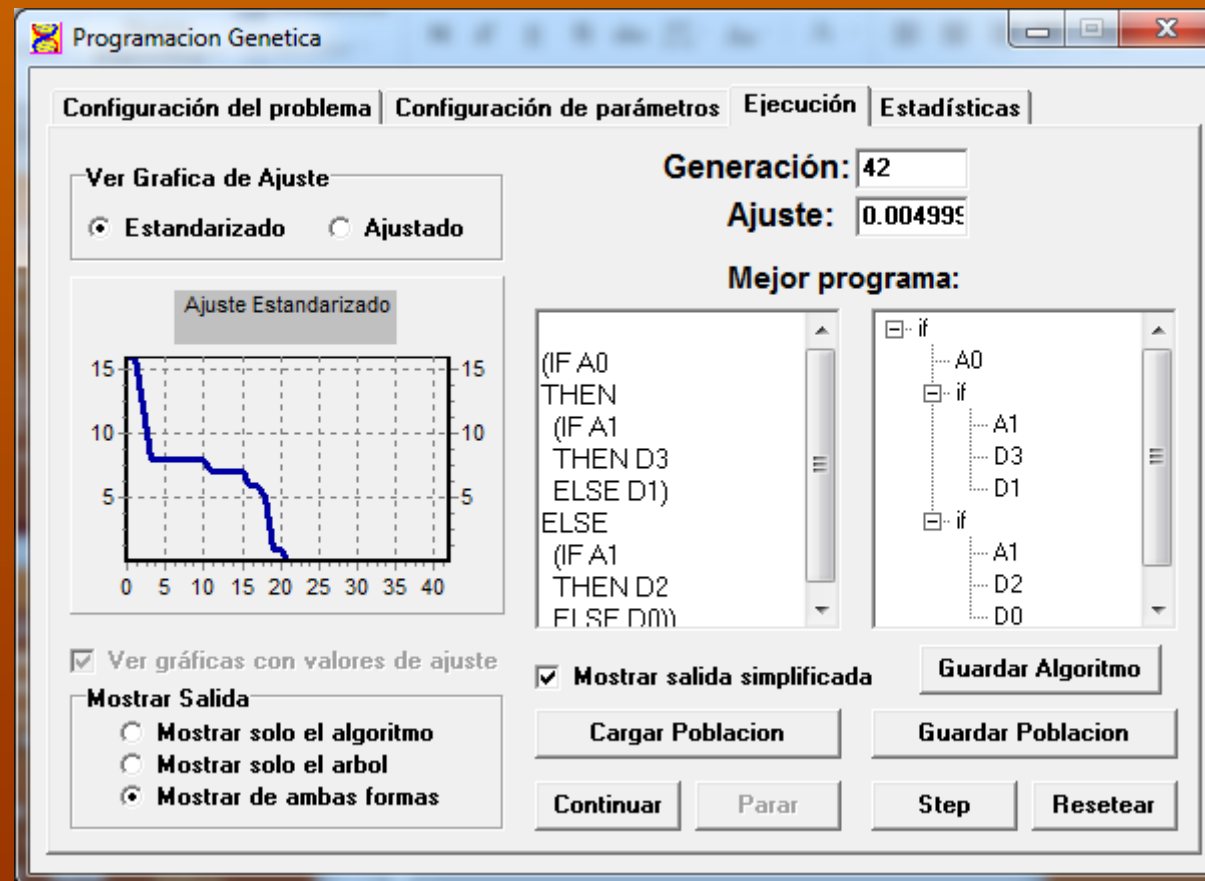 Programacion Genetica
Configuración del problema
Configuración de parámetros
Ejecución
Estadísticas
Ver Grafica de Ajuste
Estandarizado
Ajustado
Generación: 42
Ajuste: 0.004999
Ajuste Estandarizado
15
10
5
15
10
5
0 5 10 15 20 25 30 35 40
Mejor programa:
(IF A0
THEN
(IF A1
THEN D3
ELSE D1)
ELSE
(IF A1
THEN D2
ELSE D0))
if
A0
if
A1
D3
D1
if
A1
D2
D0
Ver gráficas con valores de ajuste
Mostrar Salida
Mostrar solo el algoritmo
Mostrar solo el arbol
Mostrar de ambas formas
Mostrar salida simplificada
Guardar Algoritmo
Cargar Poblacion
Guardar Poblacion
Continuar
Parar
Step
Resetear